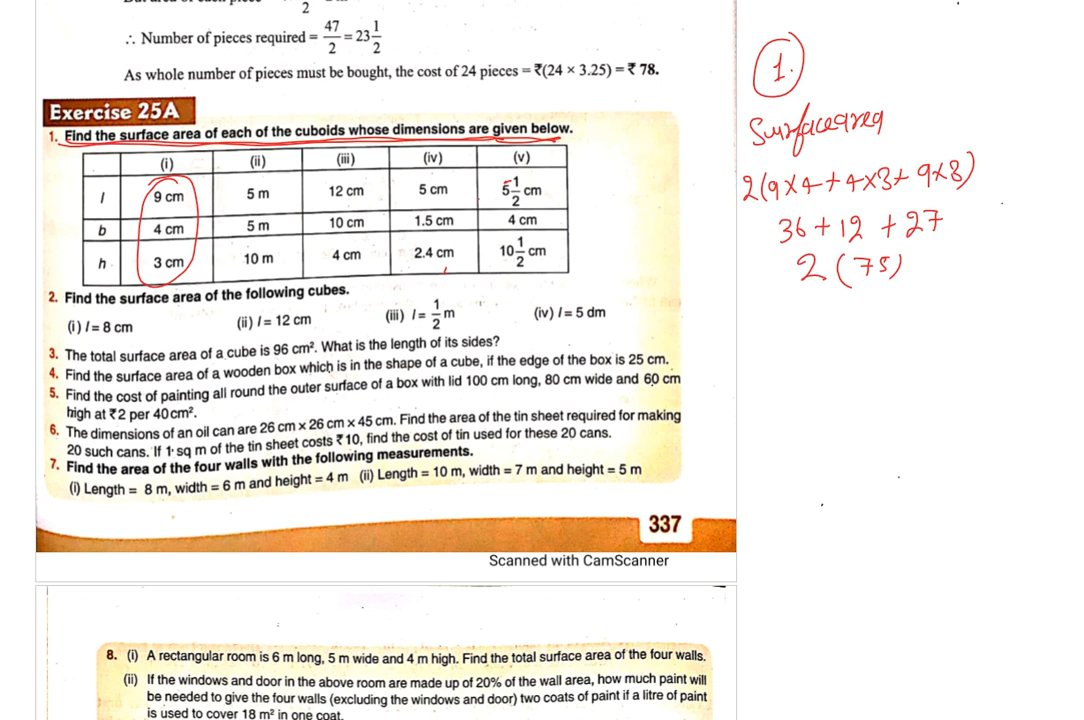 ∴ Number of pieces required = 47/2 = 23 1/2
As whole number of pieces must be bought, the cost of 24 pieces = ₹(24 × 3.25) = ₹ 78.
Exercise 25A
1. Find the surface area of each of the cuboids whose dimensions are given below.
(i) (ii) (iii) (iv) (v)
l 9 cm 5 m 12 cm 5 cm 5 1/2 cm
b 4 cm 5 m 10 cm 1.5 cm 4 cm
h 3 cm 10 m 4 cm 2.4 cm 10 1/2 cm
2. Find the surface area of the following cubes.
(i) l = 8 cm (ii) l = 12 cm (iii) l = 1/2 m (iv) l = 5 dm
3. The total surface area of a cube is 96 cm². What is the length of its sides?
4. Find the surface area of a wooden box which is in the shape of a cube, if the edge of the box is 25 cm.
5. Find the cost of painting all round the outer surface of a box with lid 100 cm long, 80 cm wide and 60 cm
high at ₹2 per 40 cm².
6. The dimensions of an oil can are 26 cm × 26 cm × 45 cm. Find the area of the tin sheet required for making
20 such cans. If 1 sq m of the tin sheet costs ₹10, find the cost of tin used for these 20 cans.
7. Find the area of the four walls with the following measurements.
(i) Length = 8 m, width = 6 m and height = 4 m (ii) Length = 10 m, width = 7 m and height = 5 m
337
Scanned with CamScanner
8. (i) A rectangular room is 6 m long, 5 m wide and 4 m high. Find the total surface area of the four walls.
(ii) If the windows and door in the above room are made up of 20% of the wall area, how much paint will
be needed to give the four walls (excluding the windows and door) two coats of paint if a litre of paint
is used to cover 18 m² in one coat.
1.
Surfacearea
2(9×4+4×3+9×3)
36+12+27
2(75)